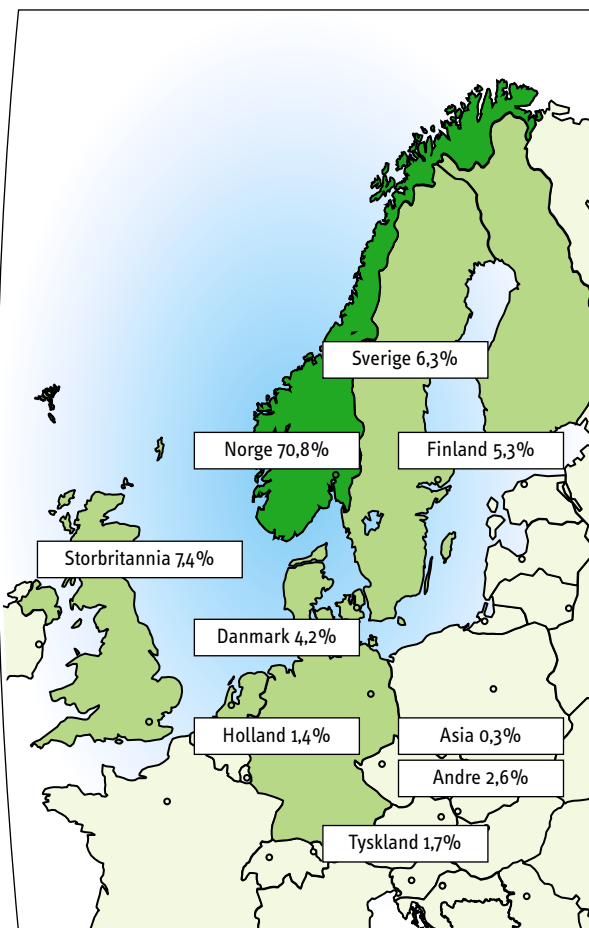 Sverige 6,3%
Norge 70,8%
Finland 5,3%
Storbritannia 7,4%
Danmark 4,2%
Holland 1,4%
Asia 0,3%
Andre 2,6%
Tyskland 1,7%